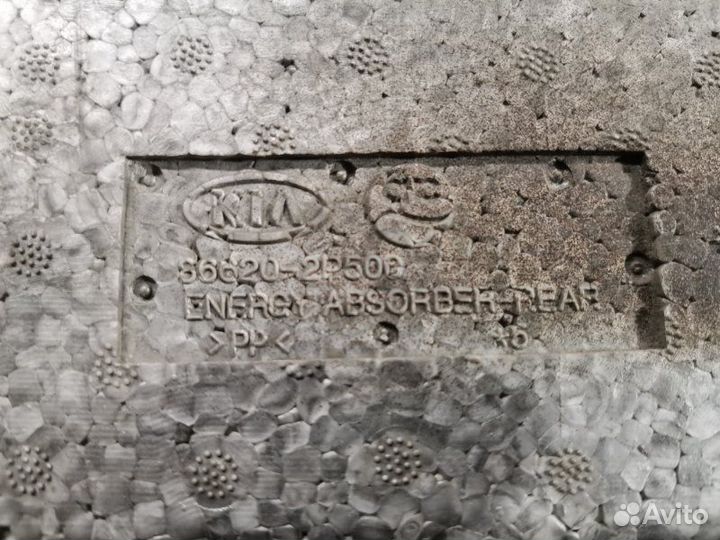 KIA
86620-2P500
ENERGY ABSORBER-REAR
>PP<
Avito